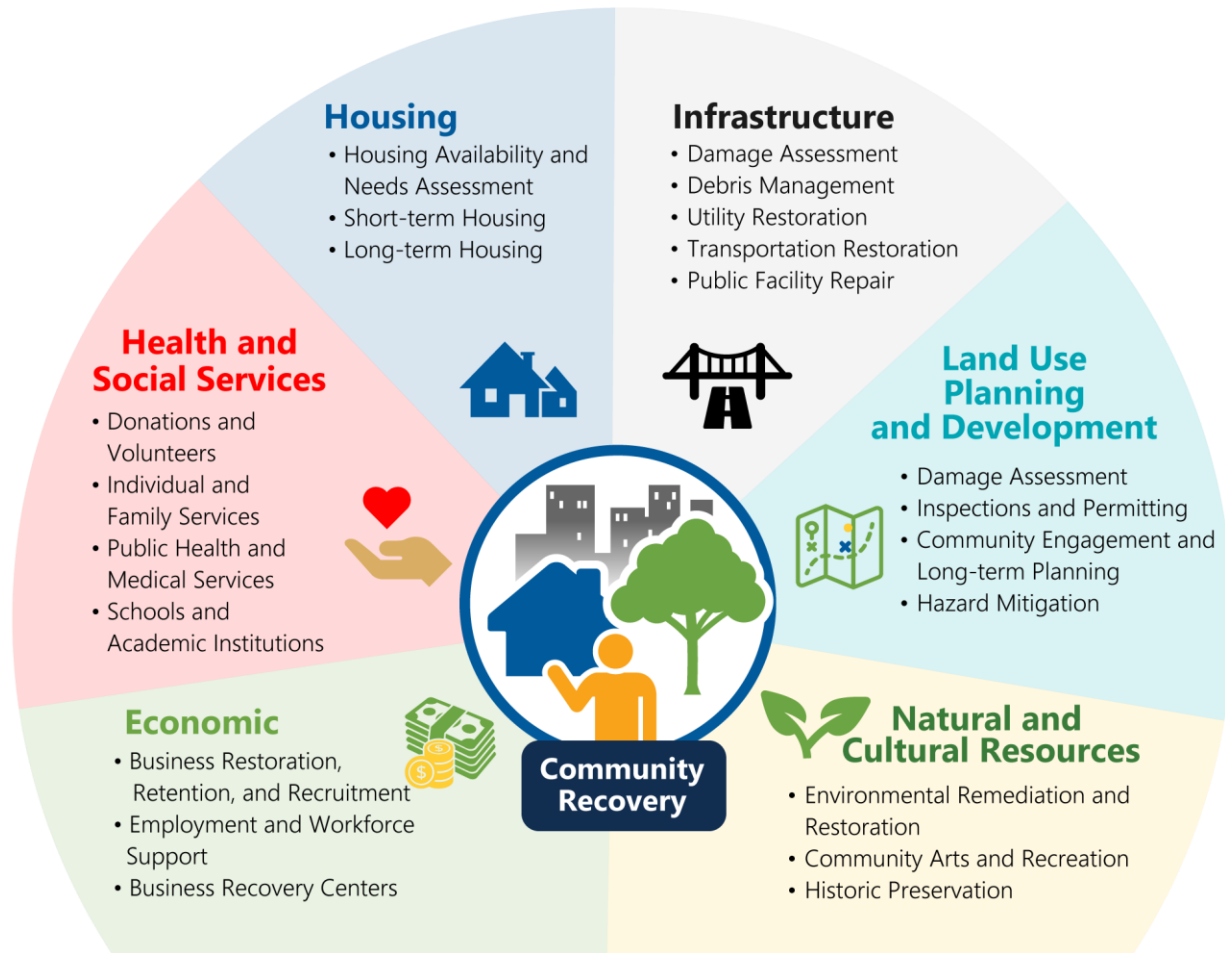 Housing
• Housing Availability and
Needs Assessment
• Short-term Housing
• Long-term Housing
Infrastructure
• Damage Assessment
• Debris Management
• Utility Restoration
• Transportation Restoration
• Public Facility Repair
Health and
Social Services
• Donations and
Volunteers
• Individual and
Family Services
• Public Health and
Medical Services
• Schools and
Academic Institutions
Land Use
Planning
and Development
• Damage Assessment
• Inspections and Permitting
• Community Engagement and
Long-term Planning
• Hazard Mitigation
Economic
• Business Restoration,
Retention, and Recruitment
• Employment and Workforce
Support
• Business Recovery Centers
Community
Recovery
Natural and
Cultural Resources
• Environmental Remediation and
Restoration
• Community Arts and Recreation
• Historic Preservation